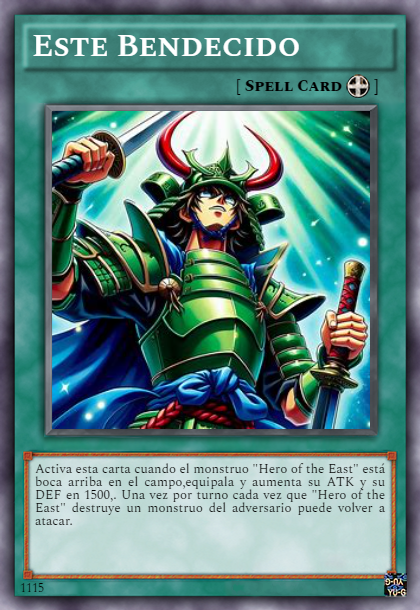 Este Bendecido
[ Spell Card ]
Activa esta carta cuando el monstruo "Hero of the East" está
boca arriba en el campo,equipala y aumenta su ATK y su
DEF en 1500,. Una vez por turno cada vez que "Hero of the
East" destruye un monstruo del adversario puede volver a
atacar.
1115